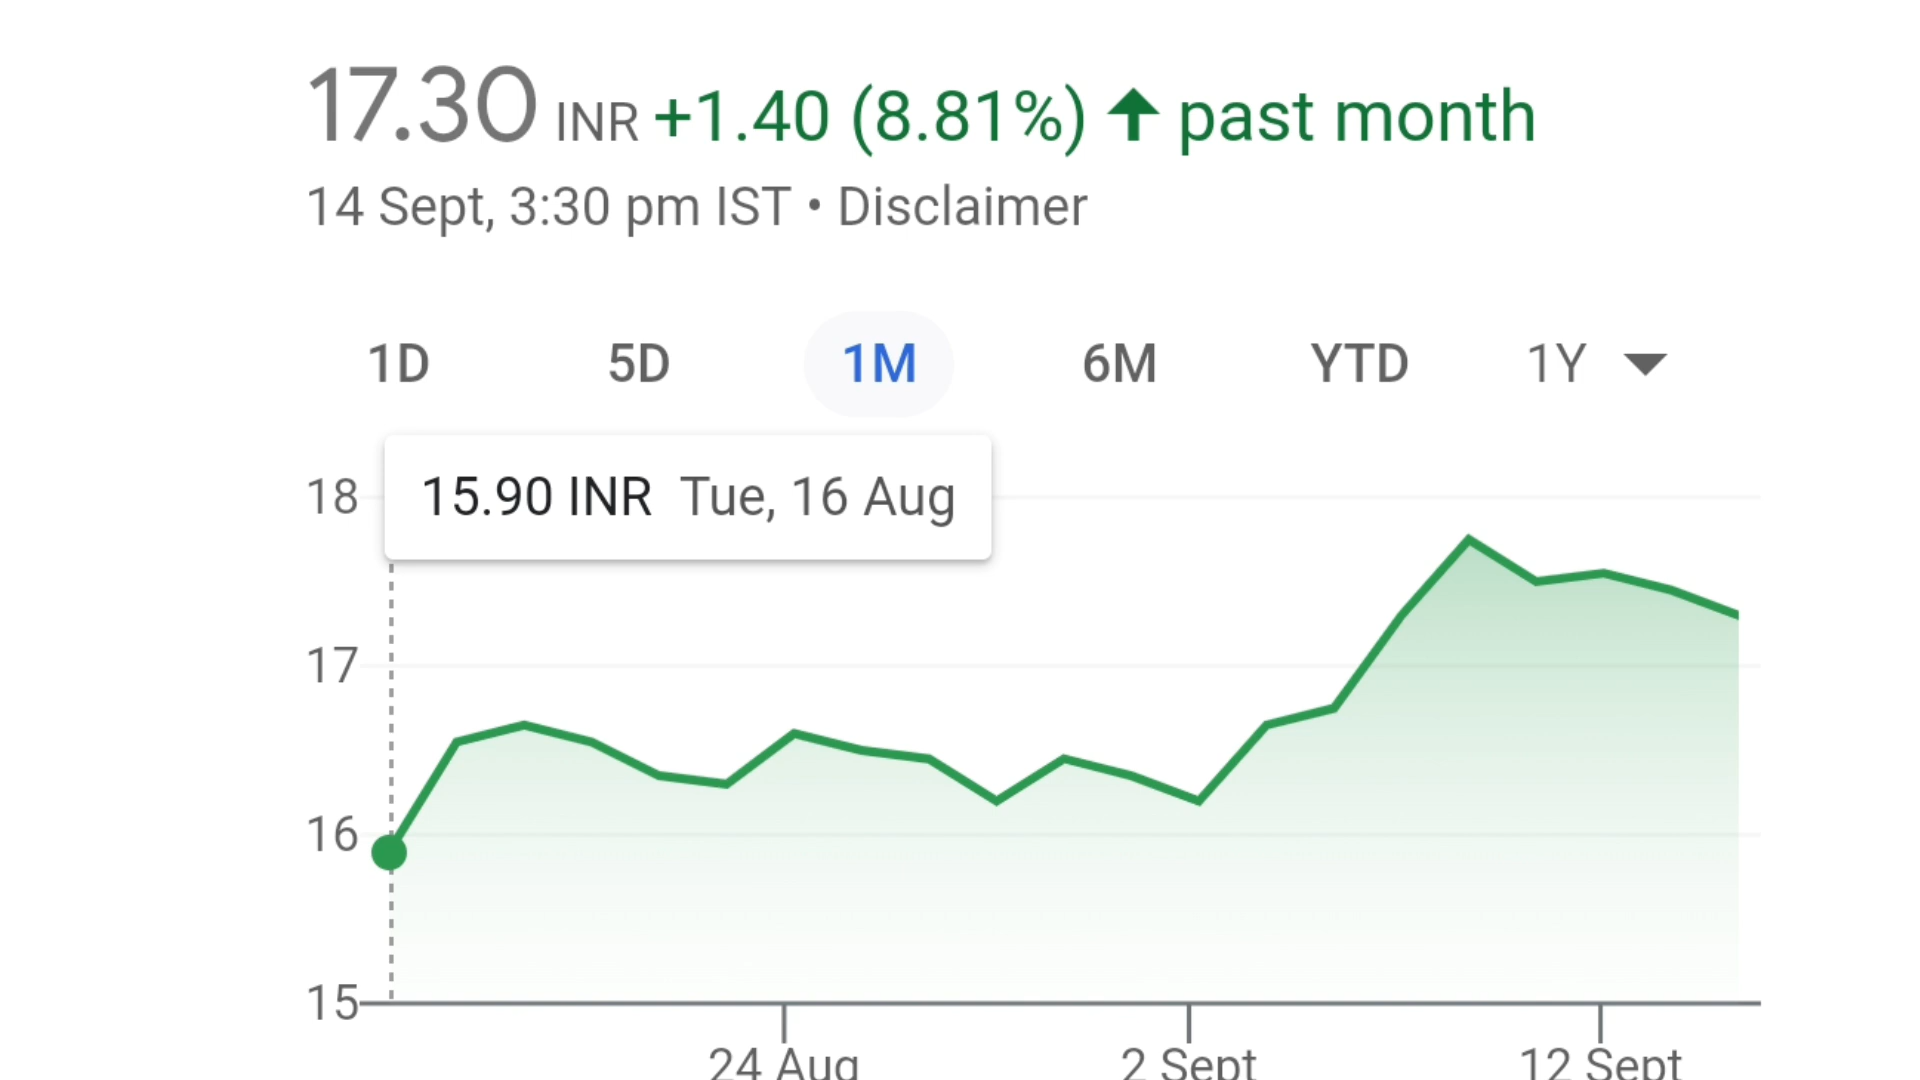 17.30 INR +1.40 (8.81%) ↑ past month
14 Sept, 3:30 pm IST • Disclaimer
1D 5D 1M 6M YTD 1Y
15.90 INR Tue, 16 Aug
18
17
16
15
24 Aug 2 Sept 12 Sept